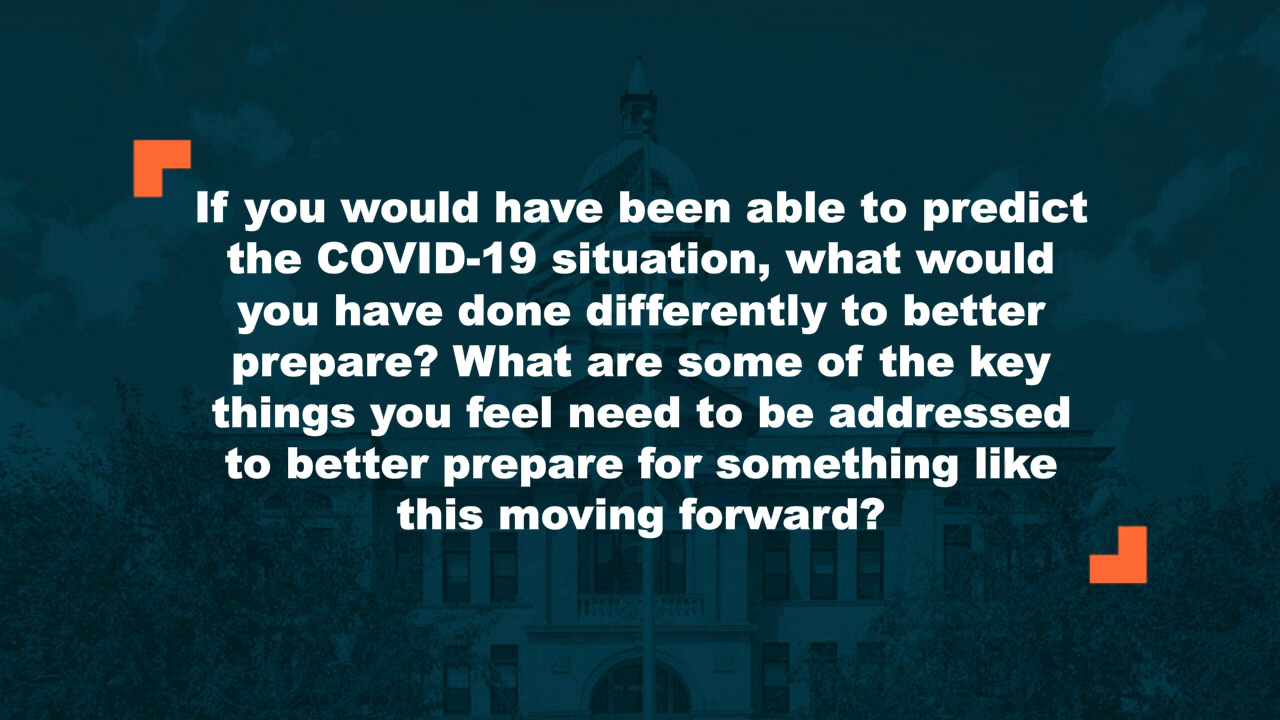 If you would have been able to predict
the COVID-19 situation, what would
you have done differently to better
prepare? What are some of the key
things you feel need to be addressed
to better prepare for something like
this moving forward?